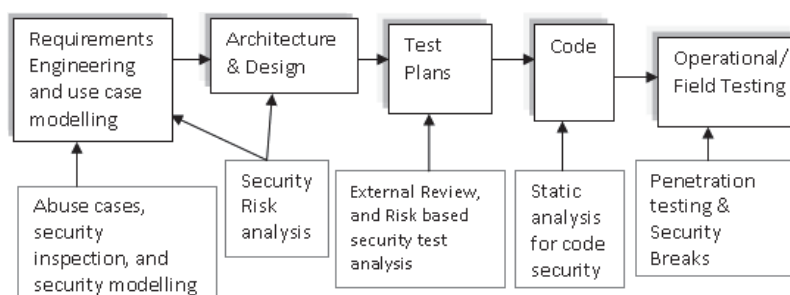 Requirements
Engineering
and use case
modelling
Architecture
& Design
Test
Plans
Code
Operational/
Field Testing
Abuse cases,
security
inspection, and
security modelling
Security
Risk
analysis
External Review,
and Risk based
security test
analysis
Static
analysis
for code
security
Penetration
testing &
Security
Breaks